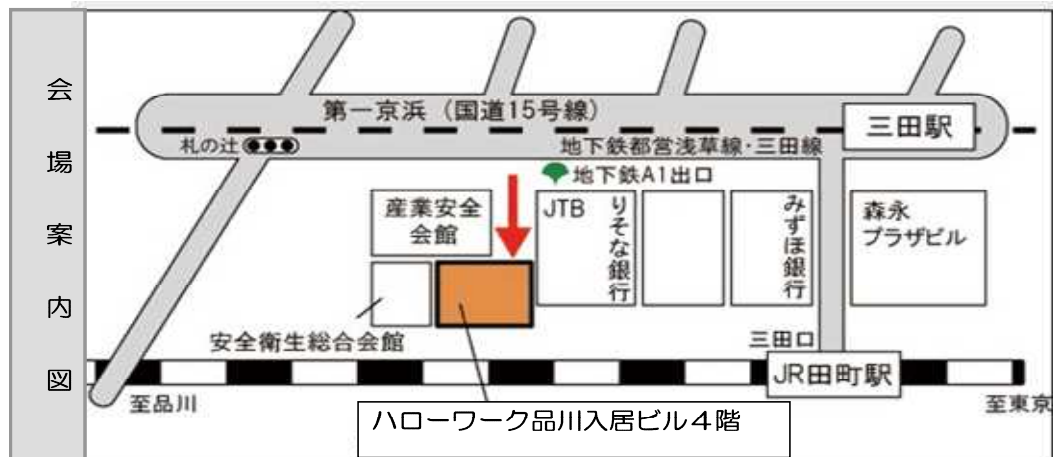 会場案内図
第一京浜（国道15号線）
三田駅
札の辻
地下鉄都営浅草線・三田線
地下鉄A1出口
産業安全
会館
JTB
りそな銀行
みずほ銀行
森永
プラザビル
安全衛生総合会館
三田口
JR田町駅
至品川
至東京
ハローワーク品川入居ビル４階